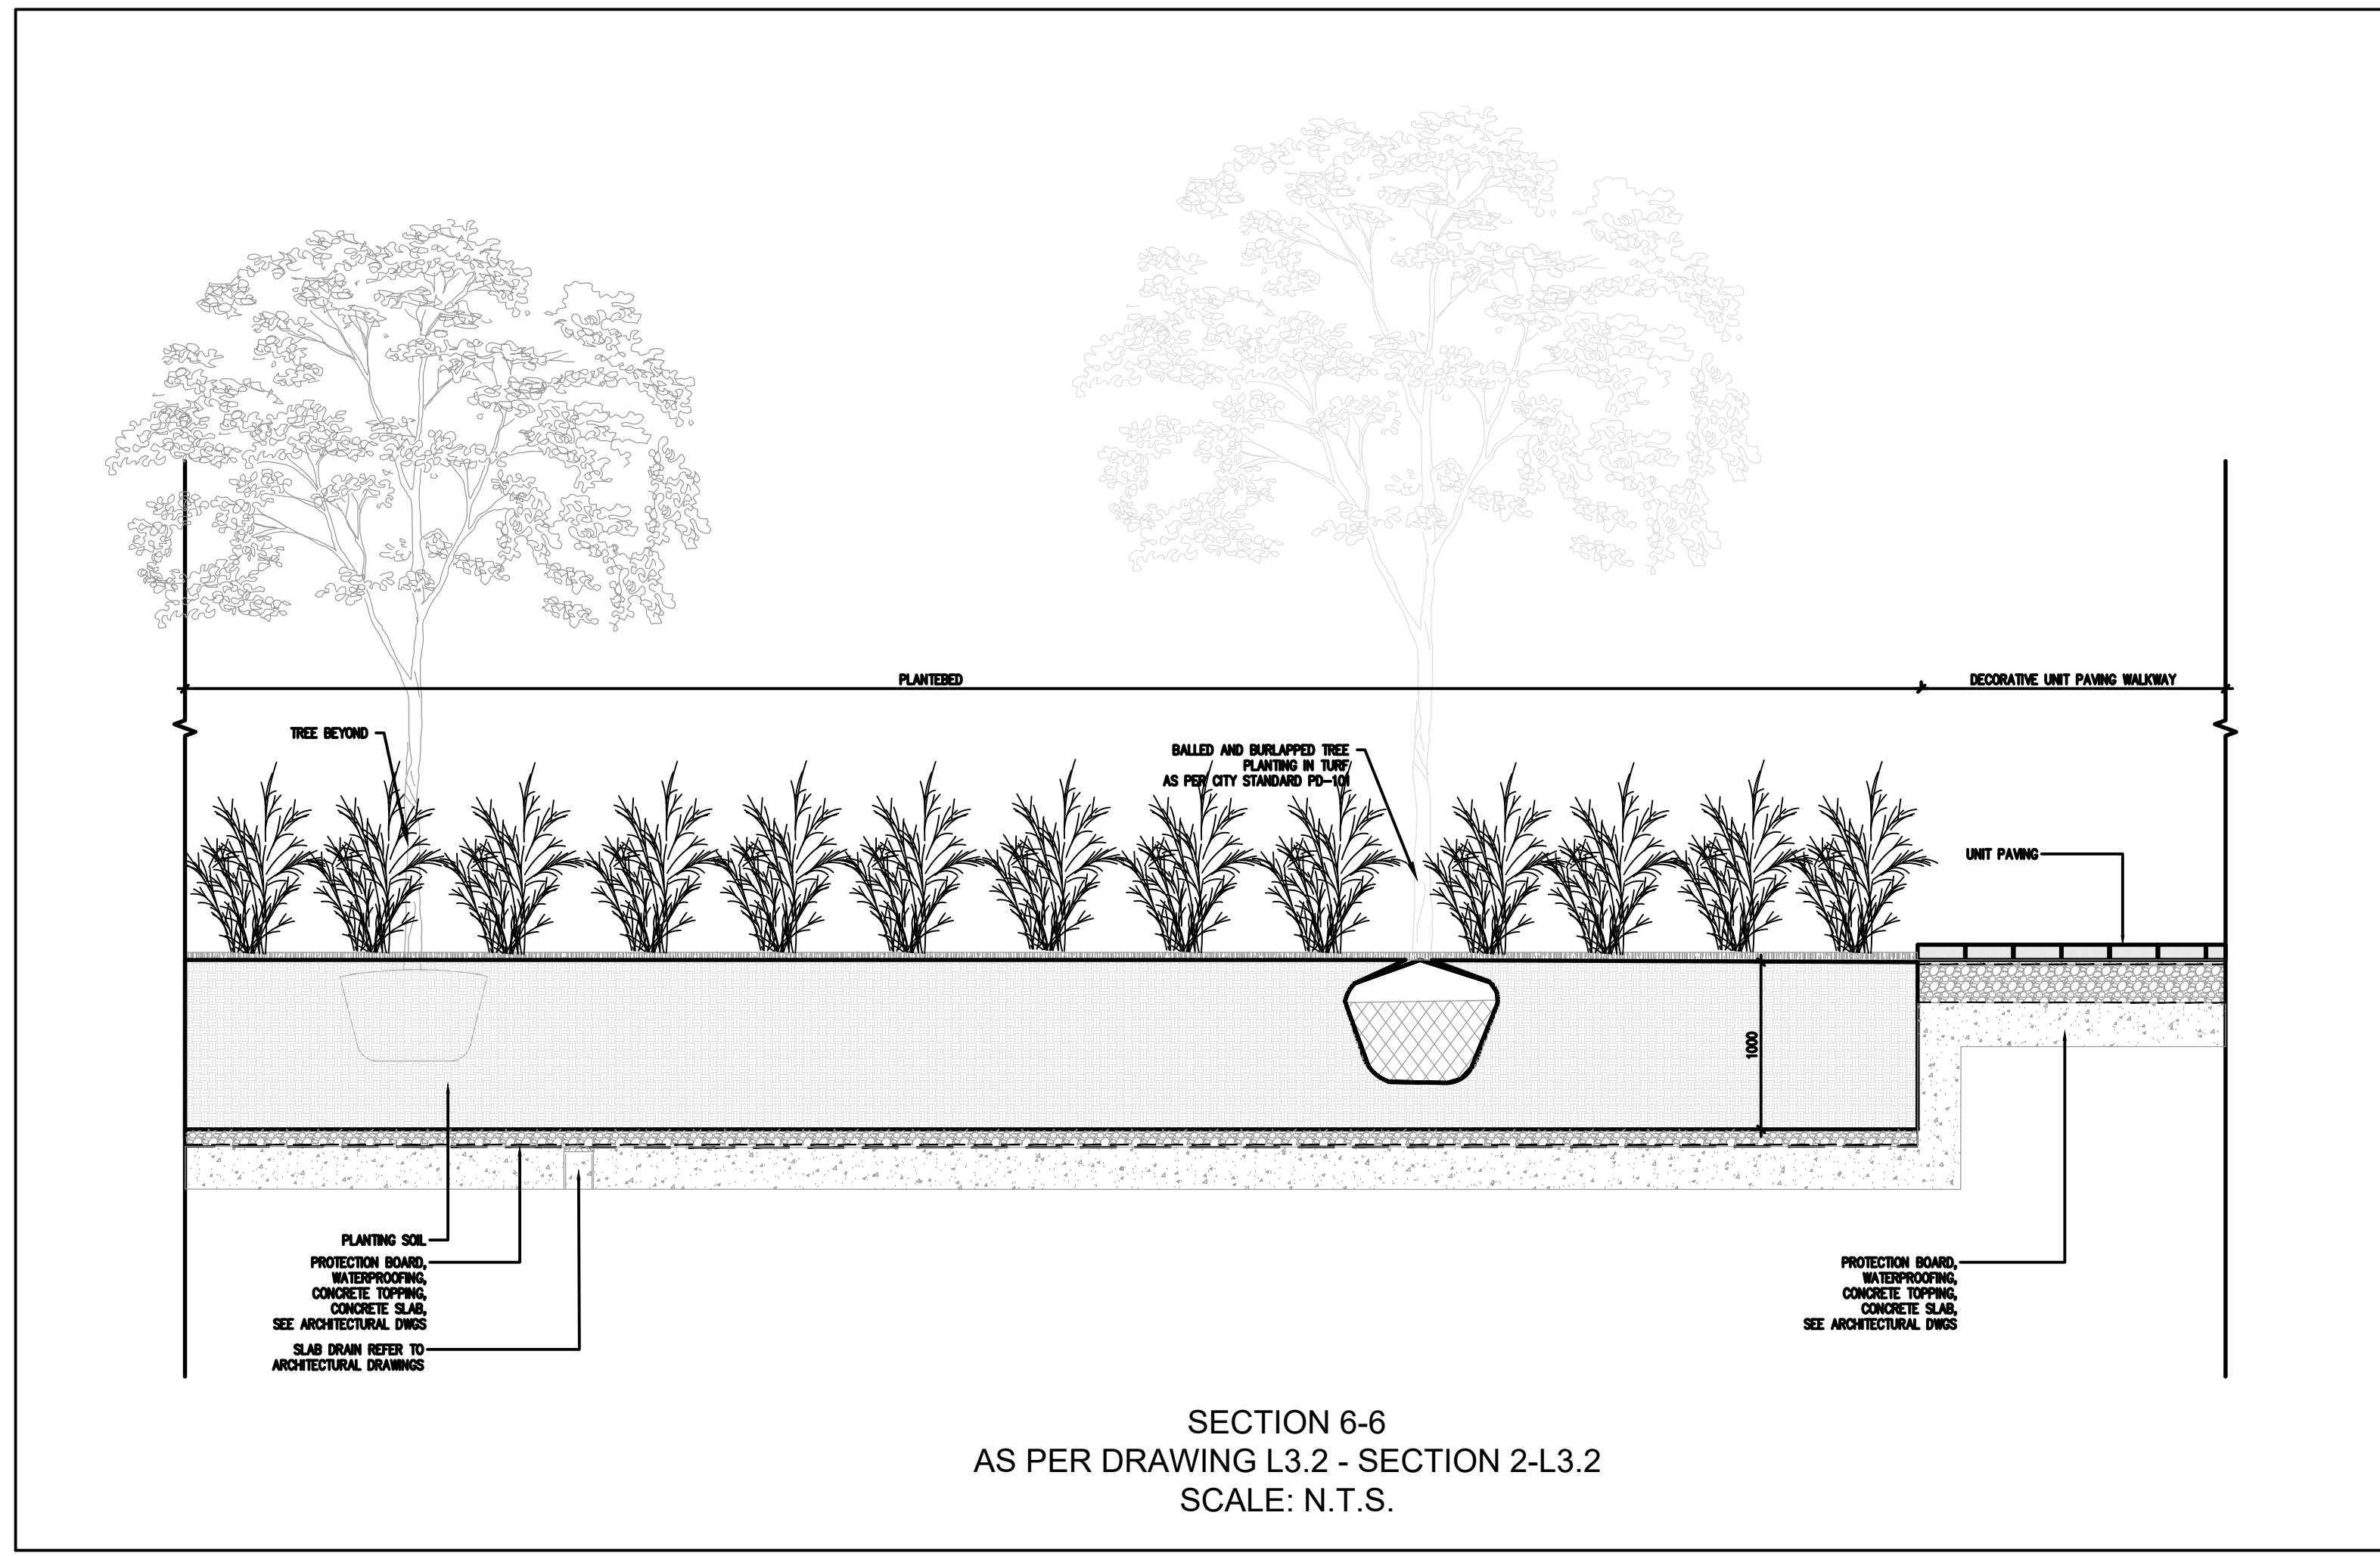 PLANTEBED
DECORATIVE UNIT PAVING WALKWAY
TREE BEYOND
BALLED AND BURLAPPED TREE
PLANTING IN TURF
AS PER CITY STANDARD PD-101
UNIT PAVING
1000
PLANTING SOIL
PROTECTION BOARD,
WATERPROOFING,
CONCRETE TOPPING,
CONCRETE SLAB,
SEE ARCHITECTURAL DWGS
SLAB DRAIN REFER TO
ARCHITECTURAL DRAWINGS
PROTECTION BOARD,
WATERPROOFING,
CONCRETE TOPPING,
CONCRETE SLAB,
SEE ARCHITECTURAL DWGS
SECTION 6-6
AS PER DRAWING L3.2 - SECTION 2-L3.2
SCALE: N.T.S.